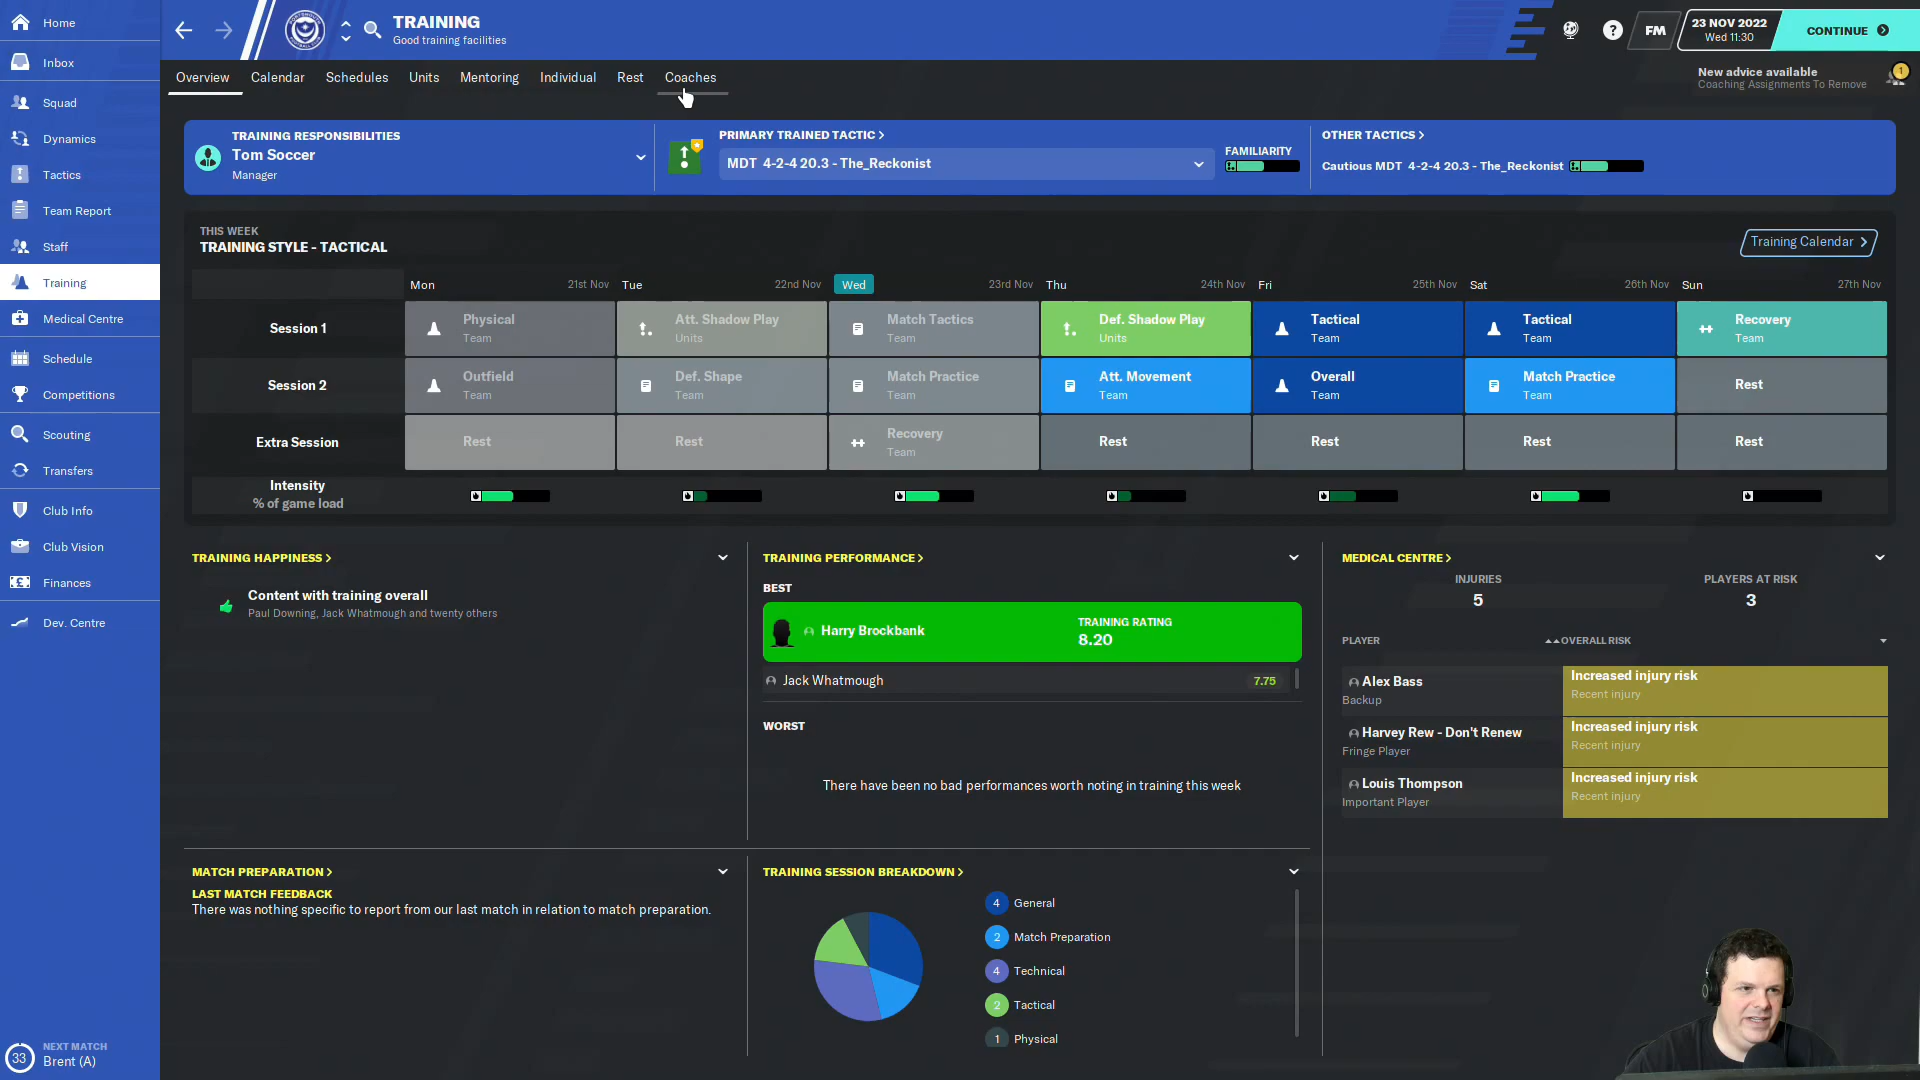 Home
Inbox
Squad
Dynamics
Tactics
Team Report
Staff
Training
Medical Centre
Schedule
Competitions
Scouting
Transfers
Club Info
Club Vision
Finances
Dev. Centre
33
NEXT MATCH
Brent (A)
TRAINING
Good training facilities
FM
23 NOV 2022
Wed 11:30
CONTINUE
Overview
Calendar
Schedules
Units
Mentoring
Individual
Rest
Coaches
New advice available
Coaching Assignments To Remove
1
TRAINING RESPONSIBILITIES
Tom Soccer
Manager
PRIMARY TRAINED TACTIC >
MDT 4-2-4 20.3 - The_Reckonist
FAMILIARITY
OTHER TACTICS >
Cautious MDT 4-2-4 20.3 - The_Reckonist
THIS WEEK
TRAINING STYLE - TACTICAL
Training Calendar >
Mon 21st Nov Tue 22nd Nov Wed 23rd Nov Thu 24th Nov Fri 25th Nov Sat 26th Nov Sun 27th Nov
Session 1
Physical
Team
Att. Shadow Play
Units
Match Tactics
Team
Def. Shadow Play
Units
Tactical
Team
Tactical
Team
Recovery
Team
Session 2
Outfield
Team
Def. Shape
Team
Match Practice
Team
Att. Movement
Team
Overall
Team
Match Practice
Team
Rest
Extra Session
Rest
Rest
Recovery
Team
Rest
Rest
Rest
Rest
Intensity
% of game load
TRAINING HAPPINESS >
Content with training overall
Paul Downing, Jack Whatmough and twenty others
TRAINING PERFORMANCE >
BEST
Harry Brockbank
TRAINING RATING
8.20
Jack Whatmough 7.75
WORST
There have been no bad performances worth noting in training this week
MEDICAL CENTRE >
INJURIES
5
PLAYERS AT RISK
3
PLAYER
OVERALL RISK
Alex Bass
Backup
Increased injury risk
Recent injury
Harvey Rew - Don't Renew
Fringe Player
Increased injury risk
Recent injury
Louis Thompson
Important Player
Increased injury risk
Recent injury
MATCH PREPARATION >
LAST MATCH FEEDBACK
There was nothing specific to report from our last match in relation to match preparation.
TRAINING SESSION BREAKDOWN >
4 General
2 Match Preparation
4 Technical
2 Tactical
1 Physical